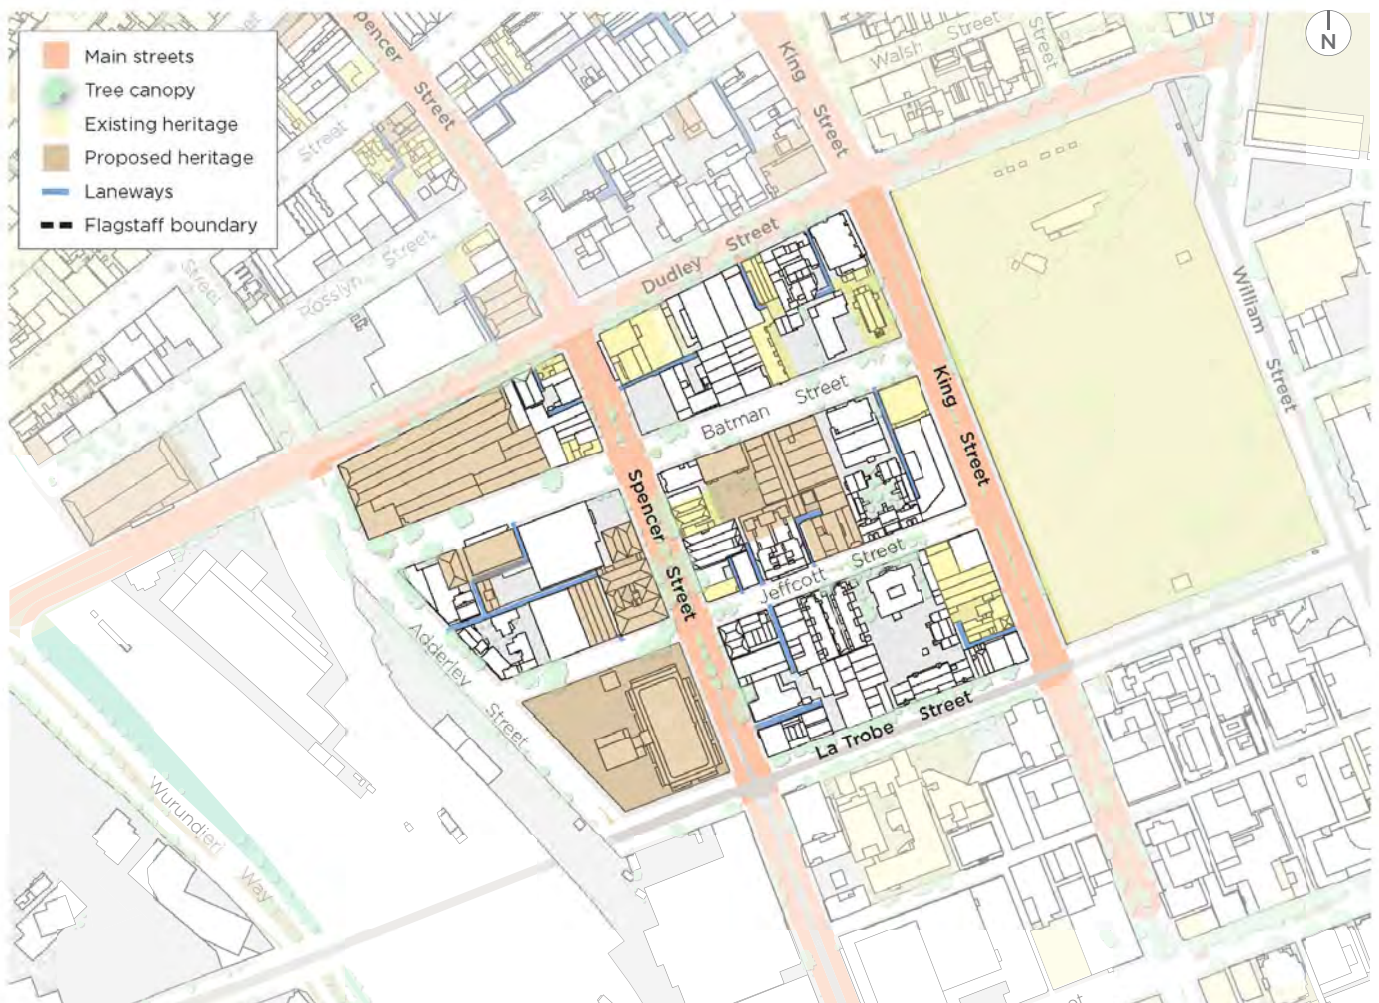 Main streets
Tree canopy
Existing heritage
Proposed heritage
Laneways
Flagstaff boundary
N
Spencer
Street
King
Street
Walsh Street
Street
Street
Street
Rosslyn Street
Dudley Street
William Street
Batman Street
King Street
Spencer Street
Jeffcott Street
Adderley Street
La Trobe Street
Wurundjeri Way
et